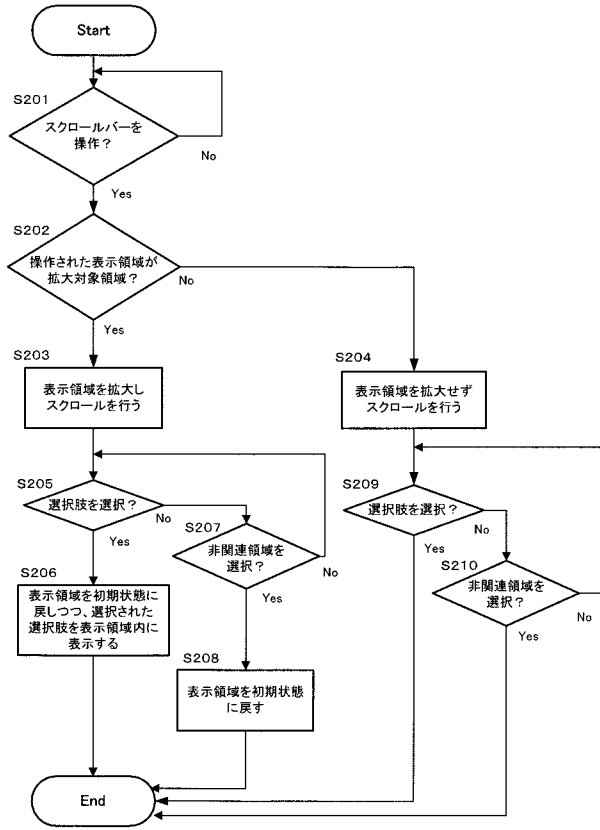 Start
S201
スクロールバーを
操作？
No
Yes
S202
操作された表示領域が
拡大対象領域？
No
Yes
S203
表示領域を拡大し
スクロールを行う
S204
表示領域を拡大せず
スクロールを行う
S205
選択肢を選択？
No
Yes
S207
非関連領域を
選択？
No
Yes
S206
表示領域を初期状態に
戻しつつ、選択された
選択肢を表示領域内に
表示する
S208
表示領域を初期状態
に戻す
S209
選択肢を選択？
No
Yes
S210
非関連領域を
選択？
No
Yes
End